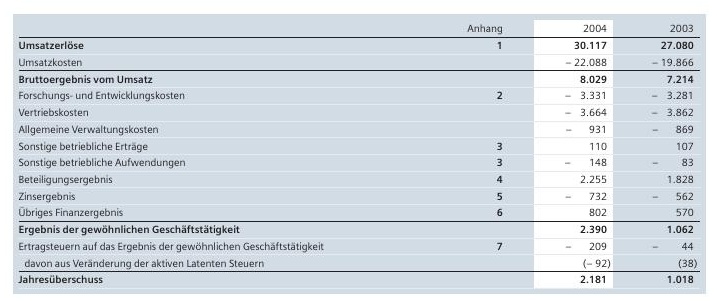 Anhang 2004 2003
Umsatzerlöse 1 30.117 27.080
Umsatzkosten – 22.088 – 19.866
Bruttoergebnis vom Umsatz 8.029 7.214
Forschungs- und Entwicklungskosten 2 – 3.331 – 3.281
Vertriebskosten – 3.664 – 3.862
Allgemeine Verwaltungskosten – 931 – 869
Sonstige betriebliche Erträge 3 110 107
Sonstige betriebliche Aufwendungen 3 – 148 – 83
Beteiligungsergebnis 4 2.255 1.828
Zinsergebnis 5 – 732 – 562
Übriges Finanzergebnis 6 802 570
Ergebnis der gewöhnlichen Geschäftstätigkeit 2.390 1.062
Ertragsteuern auf das Ergebnis der gewöhnlichen Geschäftstätigkeit 7 – 209 – 44
davon aus Veränderung der aktiven Latenten Steuern (– 92) (38)
Jahresüberschuss 2.181 1.018